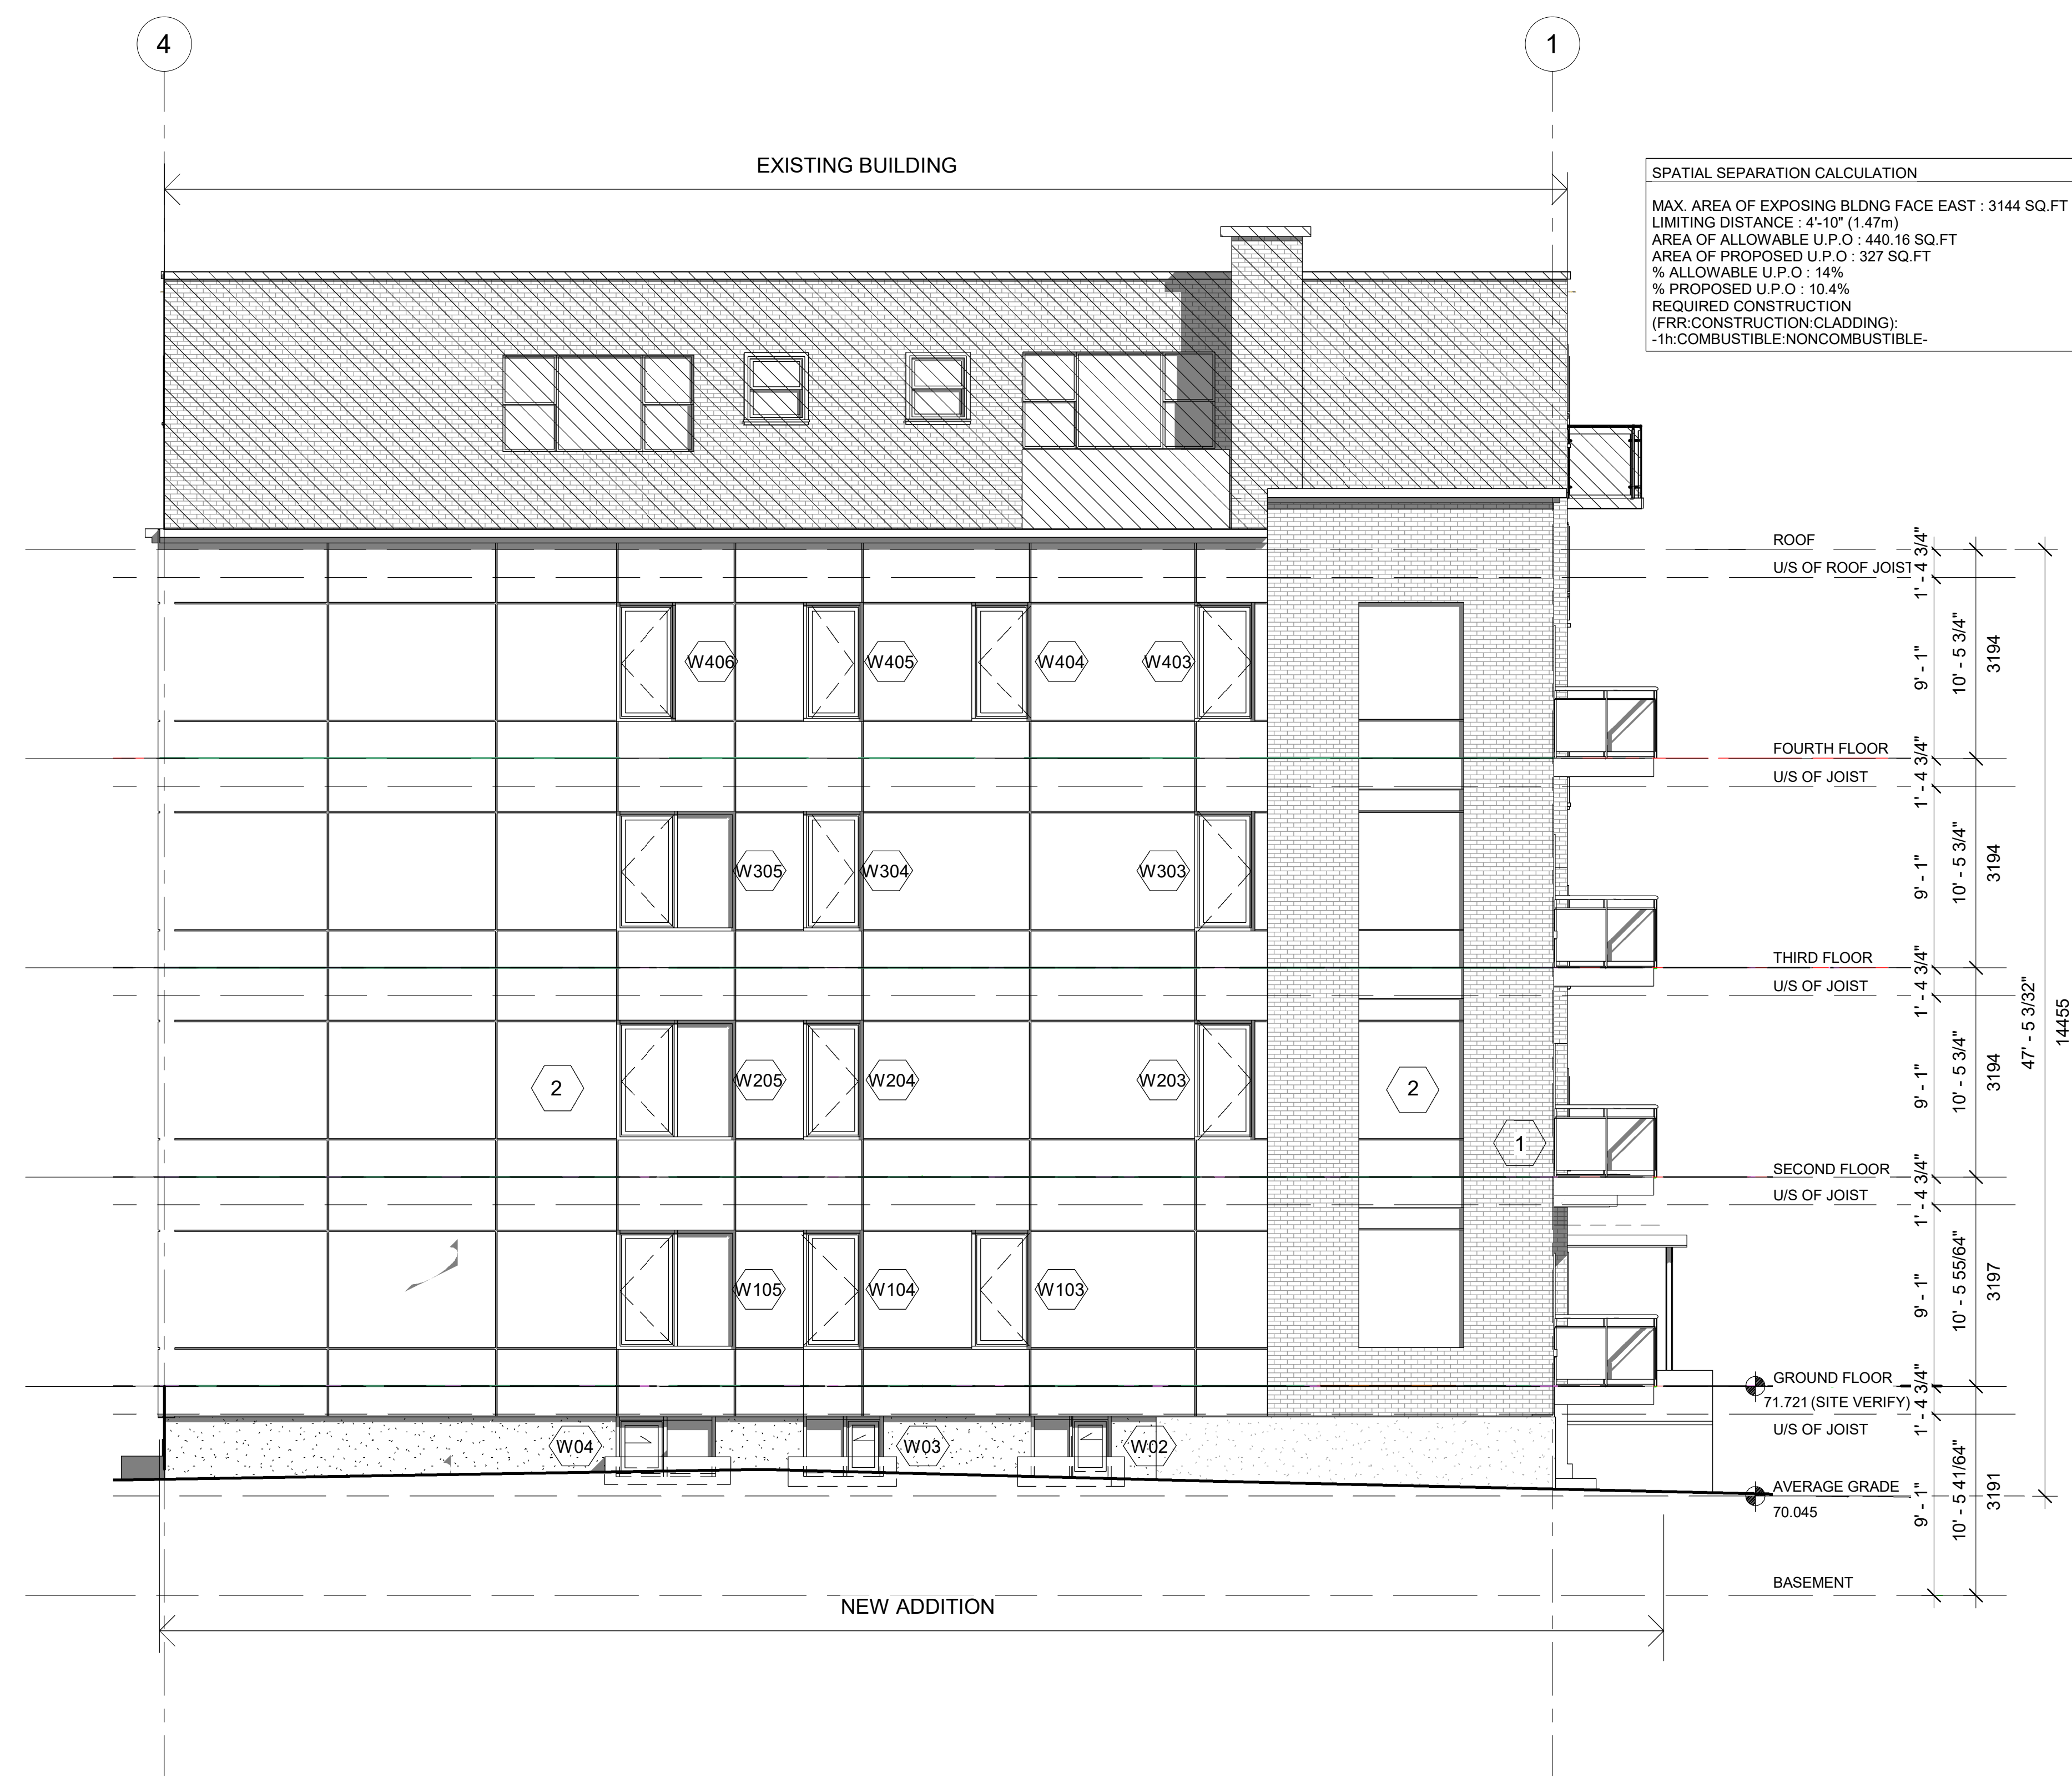 4
1
EXISTING BUILDING
SPATIAL SEPARATION CALCULATION
MAX. AREA OF EXPOSING BLDNG FACE EAST : 3144 SQ.FT
LIMITING DISTANCE : 4'-10" (1.47m)
AREA OF ALLOWABLE U.P.O : 440.16 SQ.FT
AREA OF PROPOSED U.P.O : 327 SQ.FT
% ALLOWABLE U.P.O : 14%
% PROPOSED U.P.O : 10.4%
REQUIRED CONSTRUCTION
(FRR:CONSTRUCTION:CLADDING):
-1h:COMBUSTIBLE:NONCOMBUSTIBLE-
ROOF
1' - 4 3/4"
U/S OF ROOF JOIST
W406
W405
W404
W403
9' - 1"
10' - 5 3/4"
3194
FOURTH FLOOR
1' - 4 3/4"
U/S OF JOIST
W305
W304
W303
9' - 1"
10' - 5 3/4"
3194
THIRD FLOOR
1' - 4 3/4"
U/S OF JOIST
47' - 5 3/32"
14455
2
W205
W204
W203
2
1
9' - 1"
10' - 5 3/4"
3194
SECOND FLOOR
1' - 4 3/4"
U/S OF JOIST
W105
W104
W103
9' - 1"
10' - 5 55/64"
3197
GROUND FLOOR
71.721 (SITE VERIFY)
1' - 4 3/4"
U/S OF JOIST
W04
W03
W02
AVERAGE GRADE
70.045
9' - 1"
10' - 5 41/64"
3191
BASEMENT
NEW ADDITION